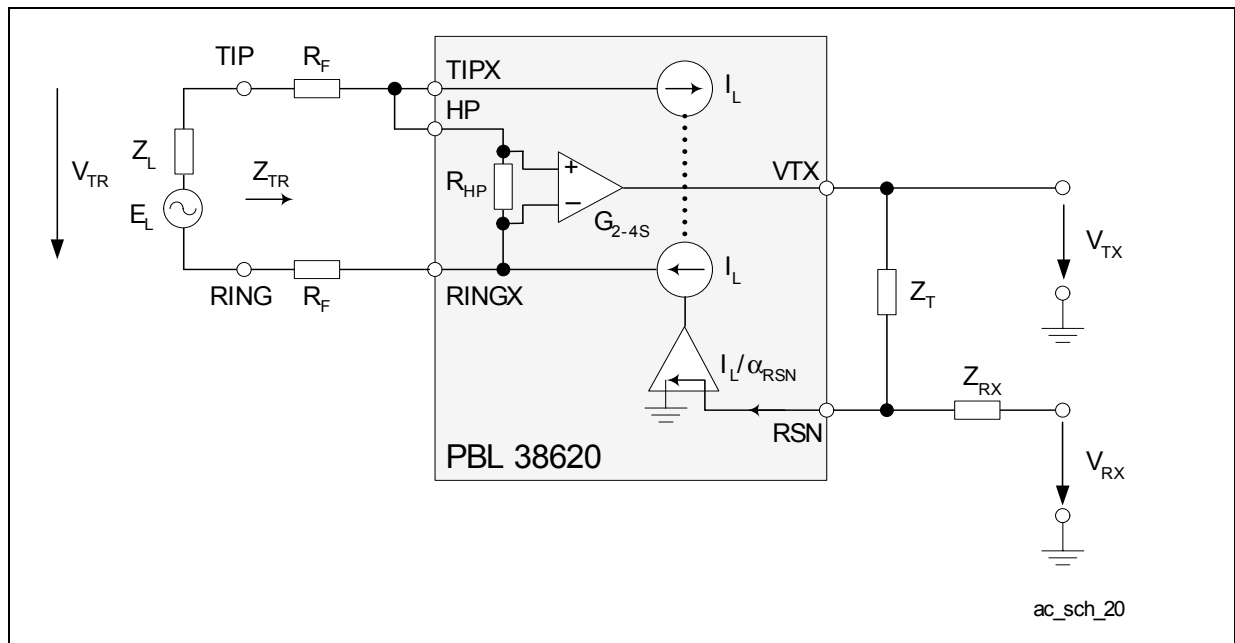 TIP
R_F
TIPX
I_L
HP
V_TR
Z_L
Z_TR
E_L
R_HP
+
−
G_2-4S
VTX
V_TX
RING
R_F
RINGX
I_L
Z_T
I_L/α_RSN
Z_RX
RSN
V_RX
PBL 38620
ac_sch_20